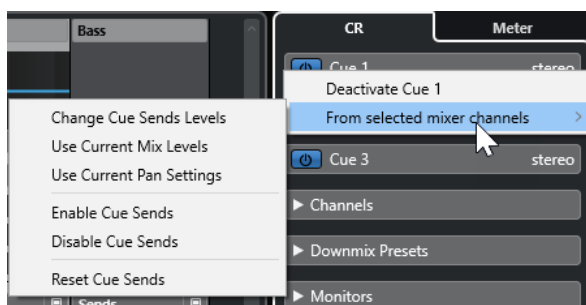 Bass
CR
Meter
Cue 1
stereo
Deactivate Cue 1
From selected mixer channels
Change Cue Sends Levels
Use Current Mix Levels
Use Current Pan Settings
Enable Cue Sends
Disable Cue Sends
Reset Cue Sends
Cue 3
stereo
Channels
Downmix Presets
Monitors
Sends